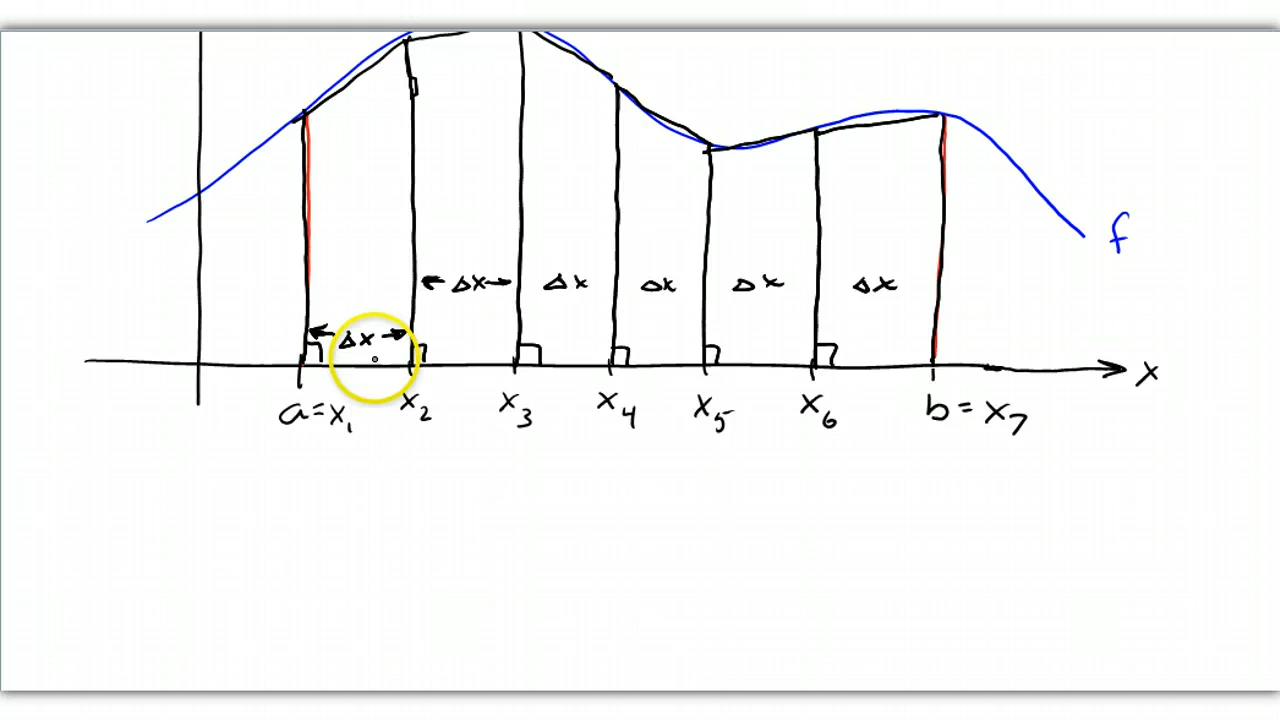 f
Δx Δx Δx Δx Δx
Δx
x
a = x₁ x₂ x₃ x₄ x₅ x₆ b = x₇